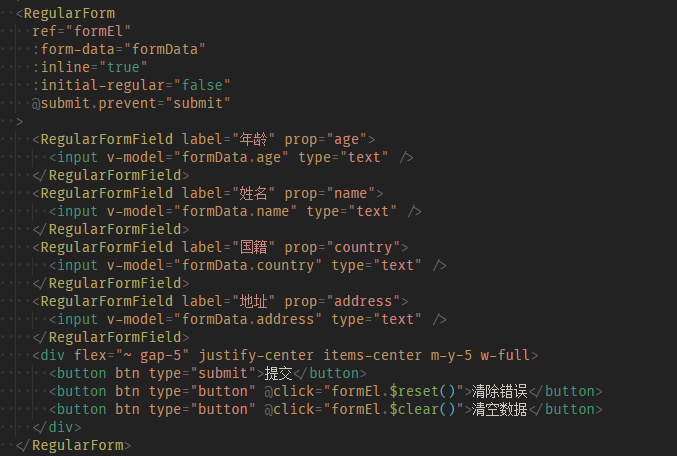 <RegularForm
ref="formEl"
:form-data="formData"
:inline="true"
:initial-regular="false"
@submit.prevent="submit"
>
<RegularFormField label="年龄" prop="age">
<input v-model="formData.age" type="text" />
</RegularFormField>
<RegularFormField label="姓名" prop="name">
<input v-model="formData.name" type="text" />
</RegularFormField>
<RegularFormField label="国籍" prop="country">
<input v-model="formData.country" type="text" />
</RegularFormField>
<RegularFormField label="地址" prop="address">
<input v-model="formData.address" type="text" />
</RegularFormField>
<div flex="~ gap-5" justify-center items-center m-y-5 w-full>
<button btn type="submit">提交</button>
<button btn type="button" @click="formEl.$reset()">清除错误</button>
<button btn type="button" @click="formEl.$clear()">清空数据</button>
</div>
</RegularForm>